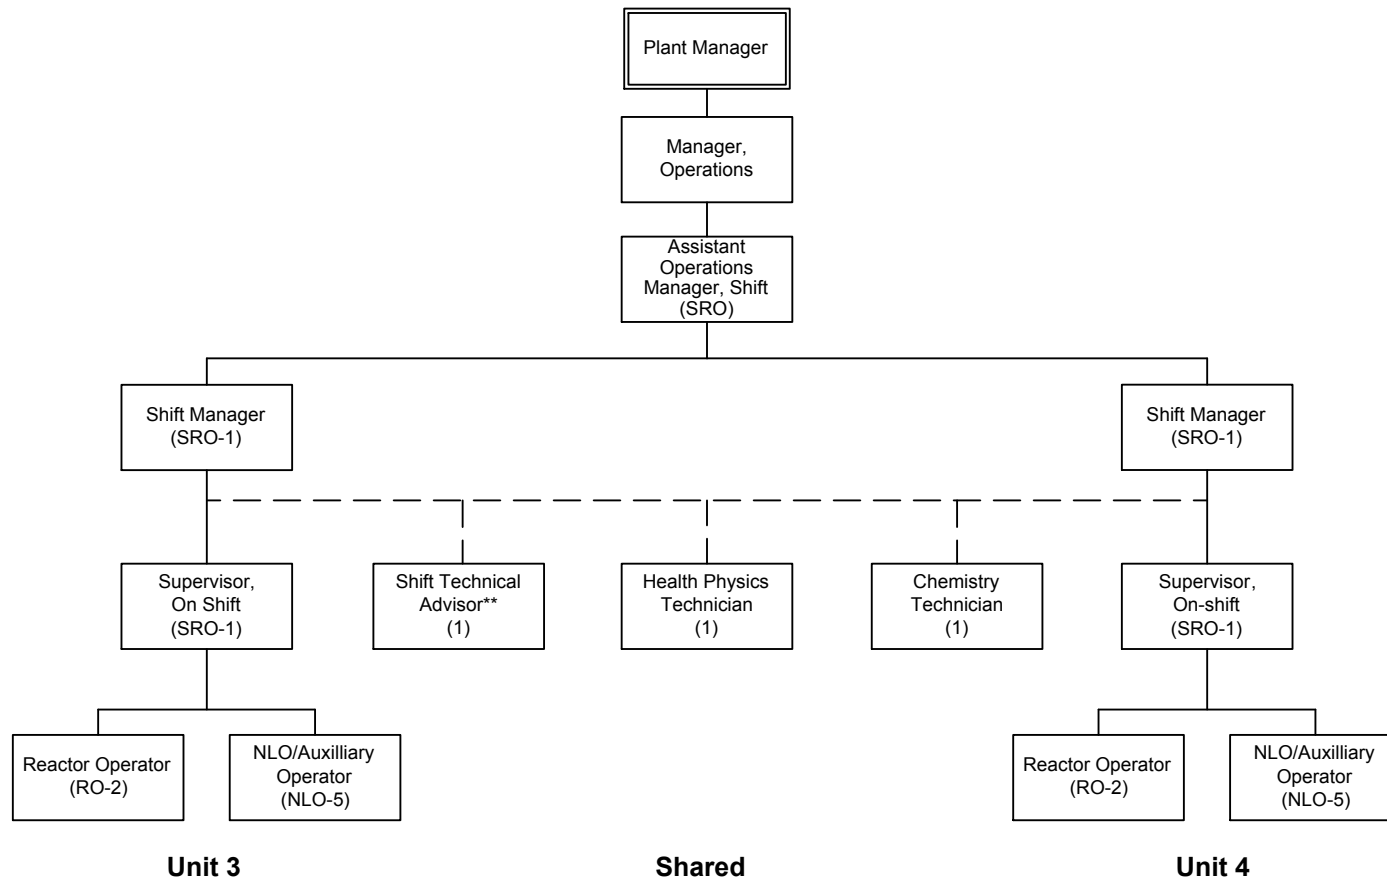 Plant Manager
Manager,
Operations
Assistant
Operations
Manager, Shift
(SRO)
Shift Manager
(SRO-1)
Shift Manager
(SRO-1)
Supervisor,
On Shift
(SRO-1)
Shift Technical
Advisor**
(1)
Health Physics
Technician
(1)
Chemistry
Technician
(1)
Supervisor,
On-shift
(SRO-1)
Reactor Operator
(RO-2)
NLO/Auxilliary
Operator
(NLO-5)
Reactor Operator
(RO-2)
NLO/Auxilliary
Operator
(NLO-5)
Unit 3
Shared
Unit 4